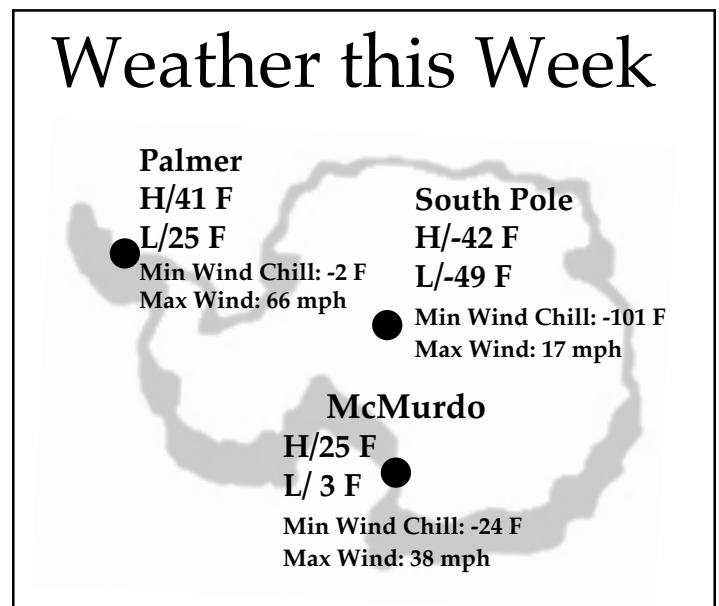 Weather this Week
Palmer
H/41 F
L/25 F
Min Wind Chill: -2 F
Max Wind: 66 mph
South Pole
H/-42 F
L/-49 F
Min Wind Chill: -101 F
Max Wind: 17 mph
McMurdo
H/25 F
L/ 3 F
Min Wind Chill: -24 F
Max Wind: 38 mph